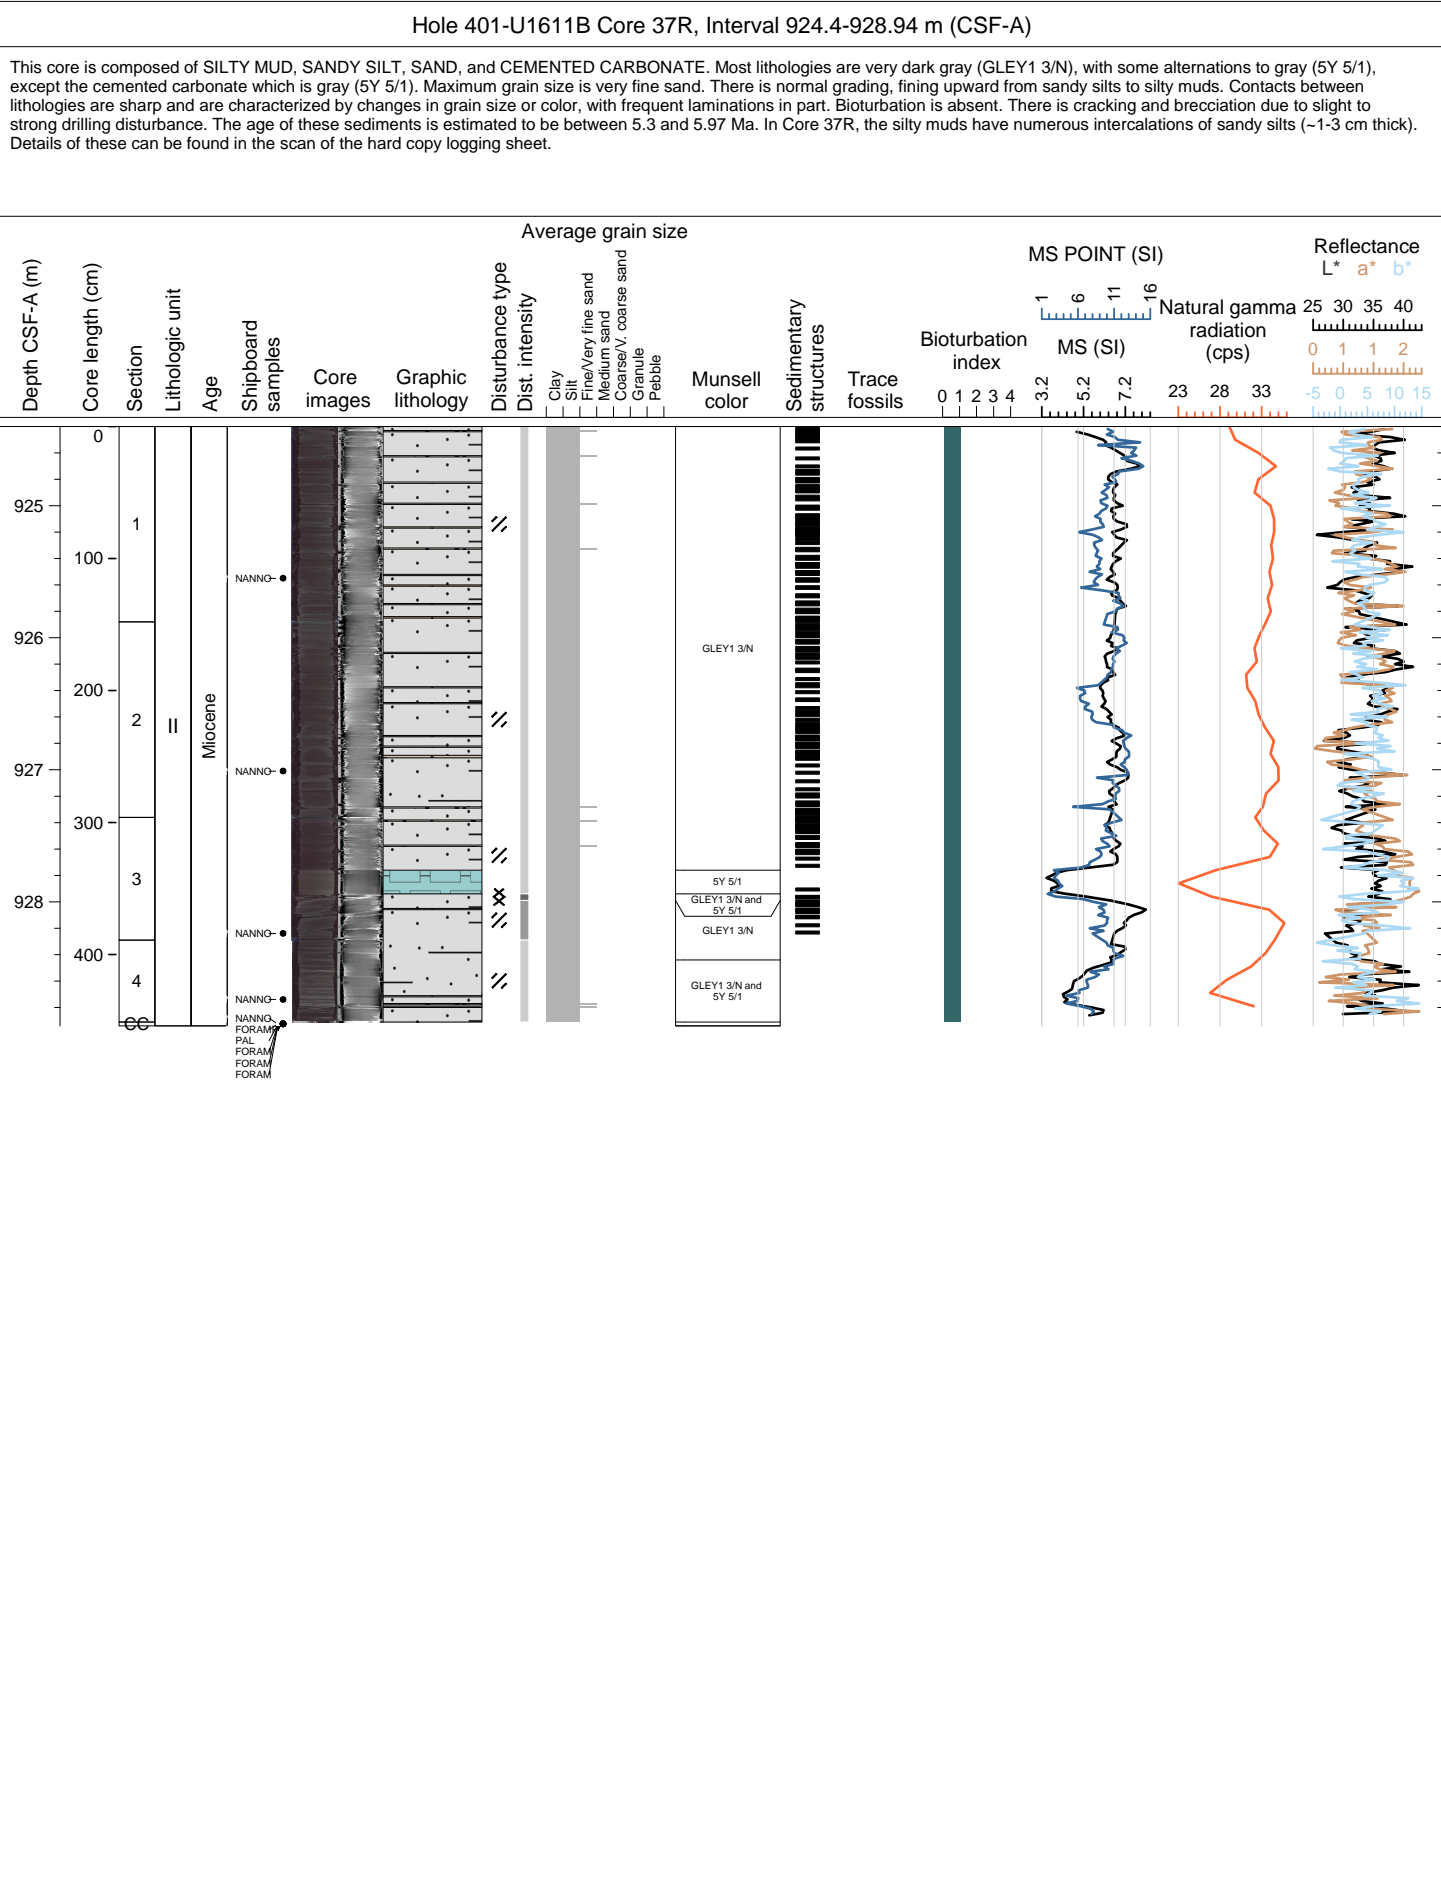 Hole 401-U1611B Core 37R, Interval 924.4-928.94 m (CSF-A)
This core is composed of SILTY MUD, SANDY SILT, SAND, and CEMENTED CARBONATE. Most lithologies are very dark gray (GLEY1 3/N), with some alternations to gray (5Y 5/1),
except the cemented carbonate which is gray (5Y 5/1). Maximum grain size is very fine sand. There is normal grading, fining upward from sandy silts to silty muds. Contacts between
lithologies are sharp and are characterized by changes in grain size or color, with frequent laminations in part. Bioturbation is absent. There is cracking and brecciation due to slight to
strong drilling disturbance. The age of these sediments is estimated to be between 5.3 and 5.97 Ma. In Core 37R, the silty muds have numerous intercalations of sandy silts (~1-3 cm thick).
Details of these can be found in the scan of the hard copy logging sheet.
Depth CSF-A (m)
Core length (cm)
Section
Lithologic unit
Age
Shipboard
samples
Core
images
Graphic
lithology
Disturbance type
Dist. intensity
Average grain size
Clay
Silt
Fine/Very fine sand
Medium sand
Coarse/V. coarse sand
Granule
Pebble
Munsell
color
Sedimentary
structures
Trace
fossils
Bioturbation
index
0 1 2 3 4
MS POINT (SI)
1 6 11 16
MS (SI)
3.2 5.2 7.2
Natural gamma
radiation
(cps)
23 28 33
Reflectance
L* a* b*
25 30 35 40
0 1 1 2
-5 0 5 10 15
0
925
1
100
NANNO
926
GLEY1 3/N
200
2
II
Miocene
927
NANNO
300
3
5Y 5/1
928
GLEY1 3/N and
5Y 5/1
GLEY1 3/N
NANNO
400
4
GLEY1 3/N and
5Y 5/1
NANNO
NANNO
CC
FORAM
PAL
FORAM
FORAM
FORAM